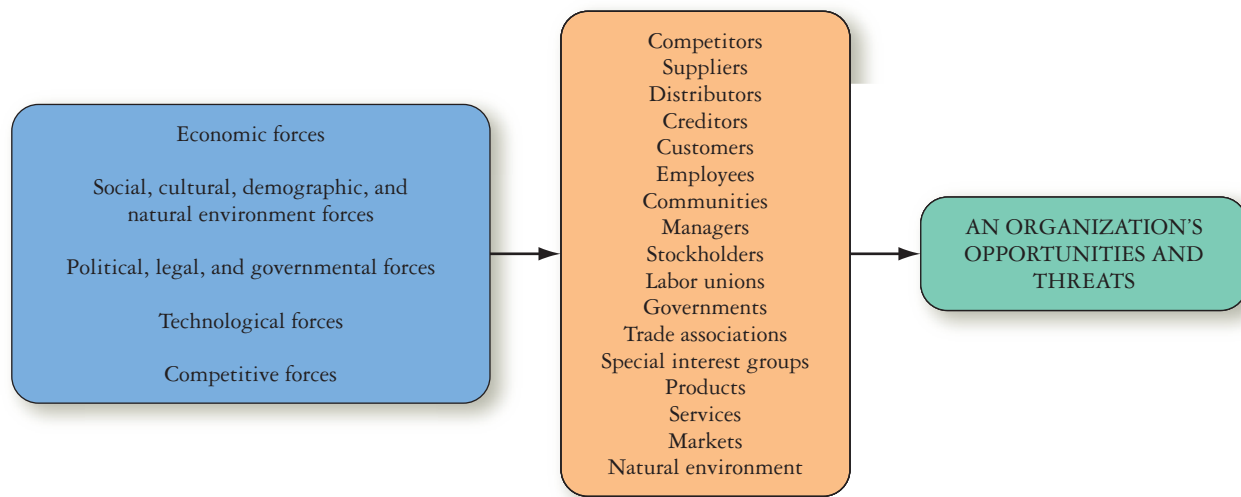 Economic forces
Social, cultural, demographic, and
natural environment forces
Political, legal, and governmental forces
Technological forces
Competitive forces
Competitors
Suppliers
Distributors
Creditors
Customers
Employees
Communities
Managers
Stockholders
Labor unions
Governments
Trade associations
Special interest groups
Products
Services
Markets
Natural environment
AN ORGANIZATION’S
OPPORTUNITIES AND
THREATS